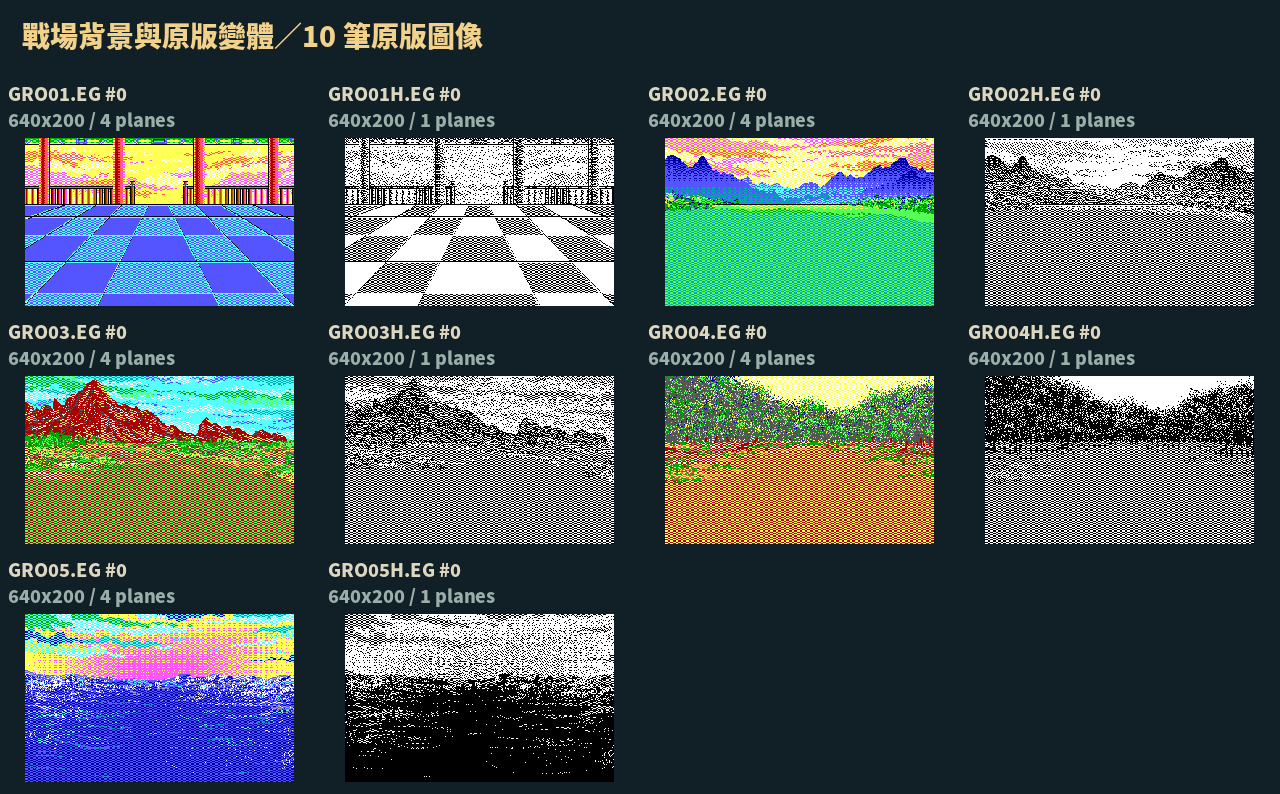 戰場背景與原版變體／10 筆原版圖像
GRO01.EG #0
640x200 / 4 planes
GRO01H.EG #0
640x200 / 1 planes
GRO02.EG #0
640x200 / 4 planes
GRO02H.EG #0
640x200 / 1 planes
GRO03.EG #0
640x200 / 4 planes
GRO03H.EG #0
640x200 / 1 planes
GRO04.EG #0
640x200 / 4 planes
GRO04H.EG #0
640x200 / 1 planes
GRO05.EG #0
640x200 / 4 planes
GRO05H.EG #0
640x200 / 1 planes